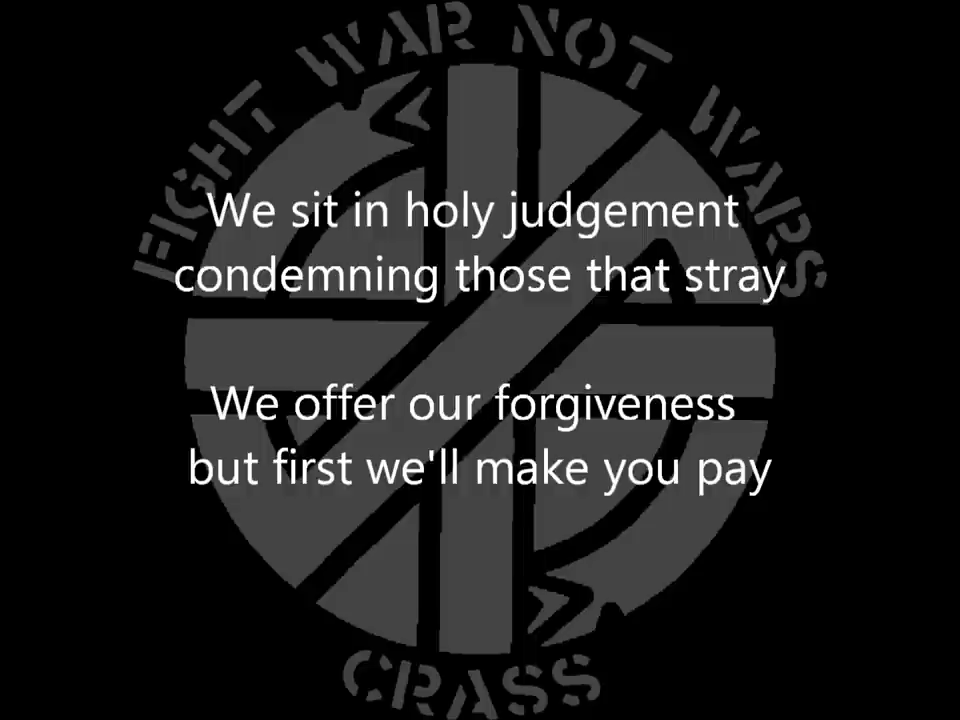 FIGHT WAR NOT WARS
We sit in holy judgement
condemning those that stray
We offer our forgiveness
but first we'll make you pay
CRASS